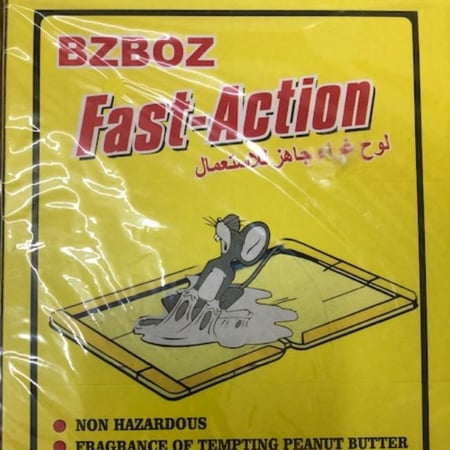 BZBOZ
Fast-Action
لوح غراء جاهز للاستعمال
NON HAZARDOUS
FRAGRANCE OF TEMPTING PEANUT BUTTER